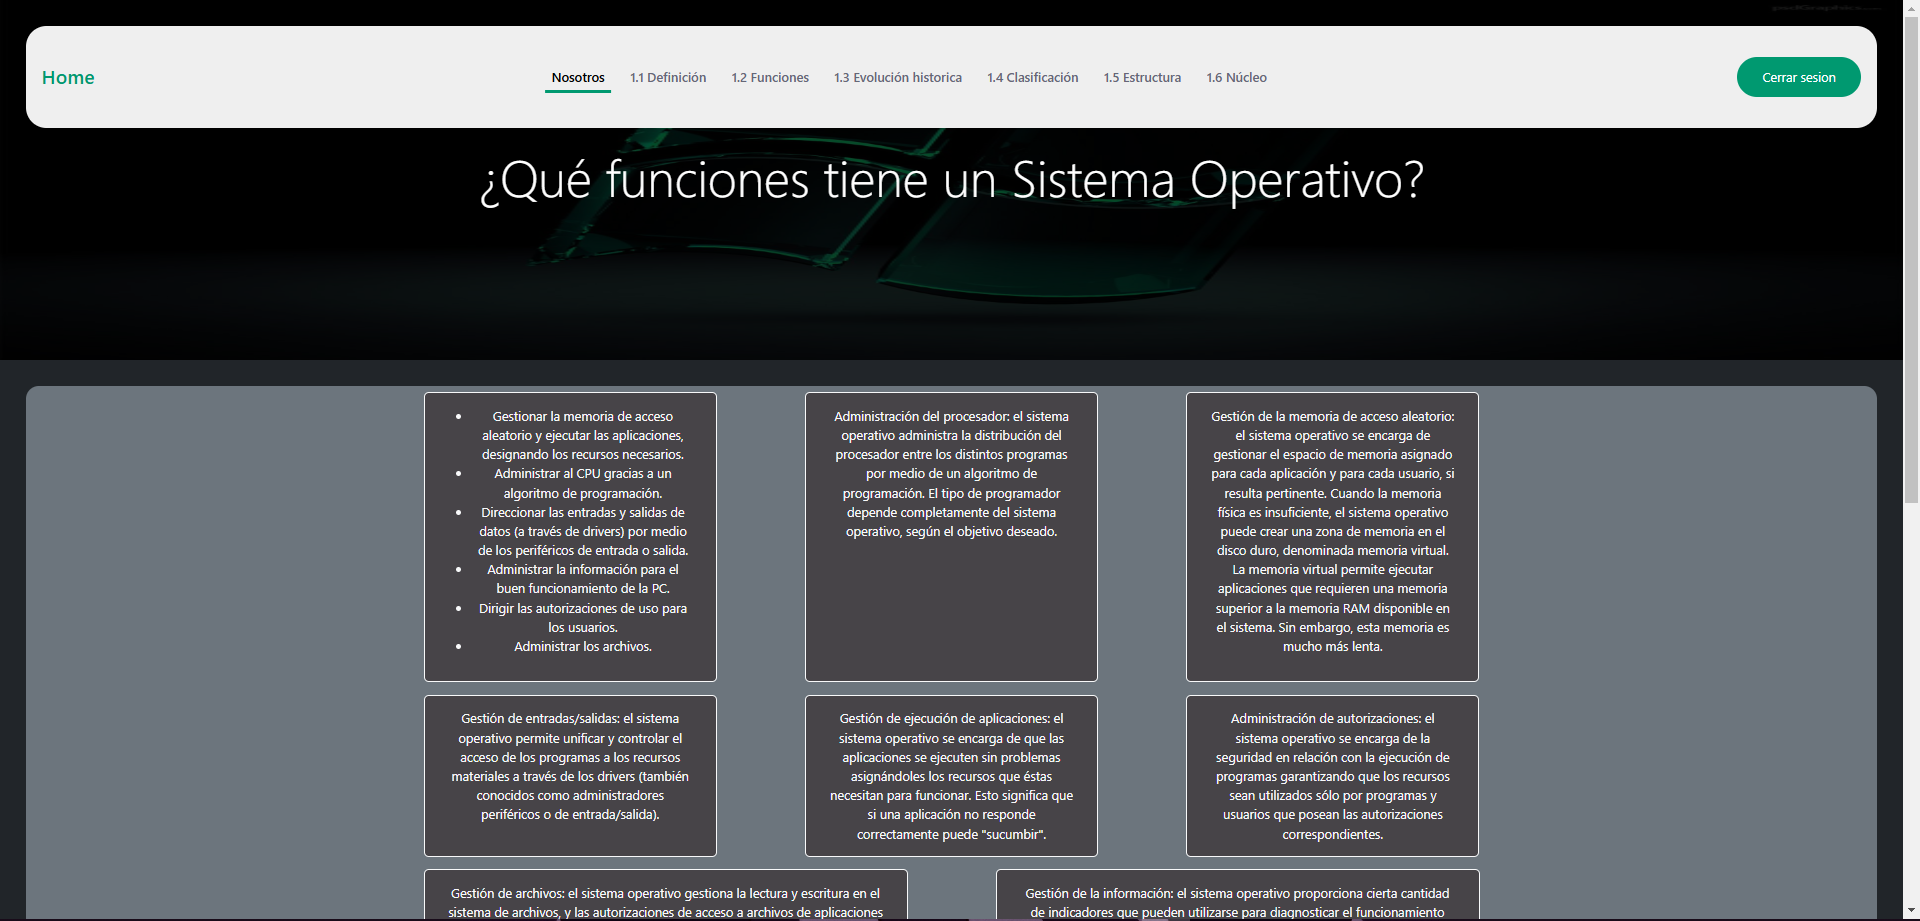 Home
Nosotros
1.1 Definición
1.2 Funciones
1.3 Evolución historica
1.4 Clasificación
1.5 Estructura
1.6 Núcleo
Cerrar sesion
¿Qué funciones tiene un Sistema Operativo?
• Gestionar la memoria de acceso
aleatorio y ejecutar las aplicaciones,
designando los recursos necesarios.
• Administrar al CPU gracias a un
algoritmo de programación.
• Direccionar las entradas y salidas de
datos (a través de drivers) por medio
de los periféricos de entrada o salida.
• Administrar la información para el
buen funcionamiento de la PC.
• Dirigir las autorizaciones de uso para
los usuarios.
• Administrar los archivos.
Administración del procesador: el sistema
operativo administra la distribución del
procesador entre los distintos programas
por medio de un algoritmo de
programación. El tipo de programador
depende completamente del sistema
operativo, según el objetivo deseado.
Gestión de la memoria de acceso aleatorio:
el sistema operativo se encarga de
gestionar el espacio de memoria asignado
para cada aplicación y para cada usuario, si
resulta pertinente. Cuando la memoria
física es insuficiente, el sistema operativo
puede crear una zona de memoria en el
disco duro, denominada memoria virtual.
La memoria virtual permite ejecutar
aplicaciones que requieren una memoria
superior a la memoria RAM disponible en
el sistema. Sin embargo, esta memoria es
mucho más lenta.
Gestión de entradas/salidas: el sistema
operativo permite unificar y controlar el
acceso de los programas a los recursos
materiales a través de los drivers (también
conocidos como administradores
periféricos o de entrada/salida).
Gestión de ejecución de aplicaciones: el
sistema operativo se encarga de que las
aplicaciones se ejecuten sin problemas
asignándoles los recursos que éstas
necesitan para funcionar. Esto significa que
si una aplicación no responde
correctamente puede "sucumbir".
Administración de autorizaciones: el
sistema operativo se encarga de la
seguridad en relación con la ejecución de
programas garantizando que los recursos
sean utilizados sólo por programas y
usuarios que posean las autorizaciones
correspondientes.
Gestión de archivos: el sistema operativo gestiona la lectura y escritura en el
sistema de archivos, y las autorizaciones de acceso a archivos de aplicaciones
Gestión de la información: el sistema operativo proporciona cierta cantidad
de indicadores que pueden utilizarse para diagnosticar el funcionamiento